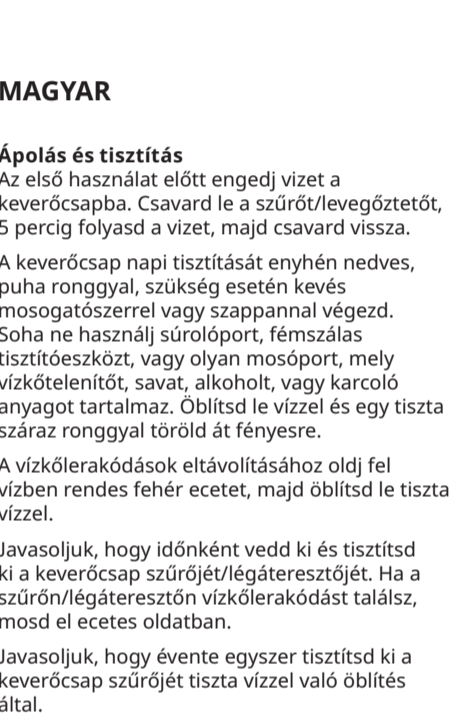 MAGYAR
Ápolás és tisztítás
Az első használat előtt engedj vizet a
keverőcsapba. Csavard le a szűrőt/levegőztetőt,
5 percig folyasd a vizet, majd csavard vissza.
A keverőcsap napi tisztítását enyhén nedves,
puha ronggyal, szükség esetén kevés
mosogatószerrel vagy szappannal végezd.
Soha ne használj súrolóport, fémszálas
tisztítóeszközt, vagy olyan mosóport, mely
vízkőtelenítőt, savat, alkoholt, vagy karcoló
anyagot tartalmaz. Öblítsd le vízzel és egy tiszta
száraz ronggyal töröld át fényesre.
A vízkőlerakódások eltávolításához oldj fel
vízben rendes fehér ecetet, majd öblítsd le tiszta
vízzel.
Javasoljuk, hogy időnként vedd ki és tisztítsd
ki a keverőcsap szűrőjét/légáteresztőjét. Ha a
szűrőn/légáteresztőn vízkőlerakódást találsz,
mosd el ecetes oldatban.
Javasoljuk, hogy évente egyszer tisztítsd ki a
keverőcsap szűrőjét tiszta vízzel való öblítés
által.